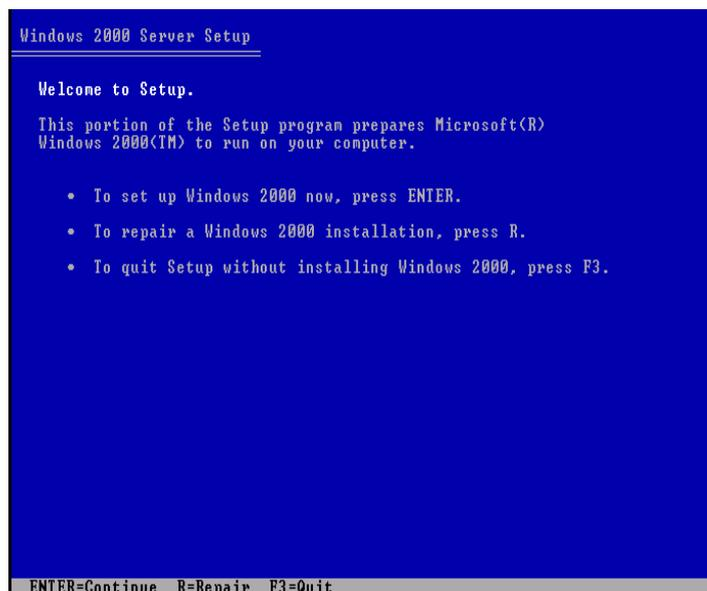 Windows 2000 Server Setup
Welcome to Setup.
This portion of the Setup program prepares Microsoft(R)
Windows 2000(TM) to run on your computer.
• To set up Windows 2000 now, press ENTER.
• To repair a Windows 2000 installation, press R.
• To quit Setup without installing Windows 2000, press F3.
ENTER=Continue R=Repair F3=Quit